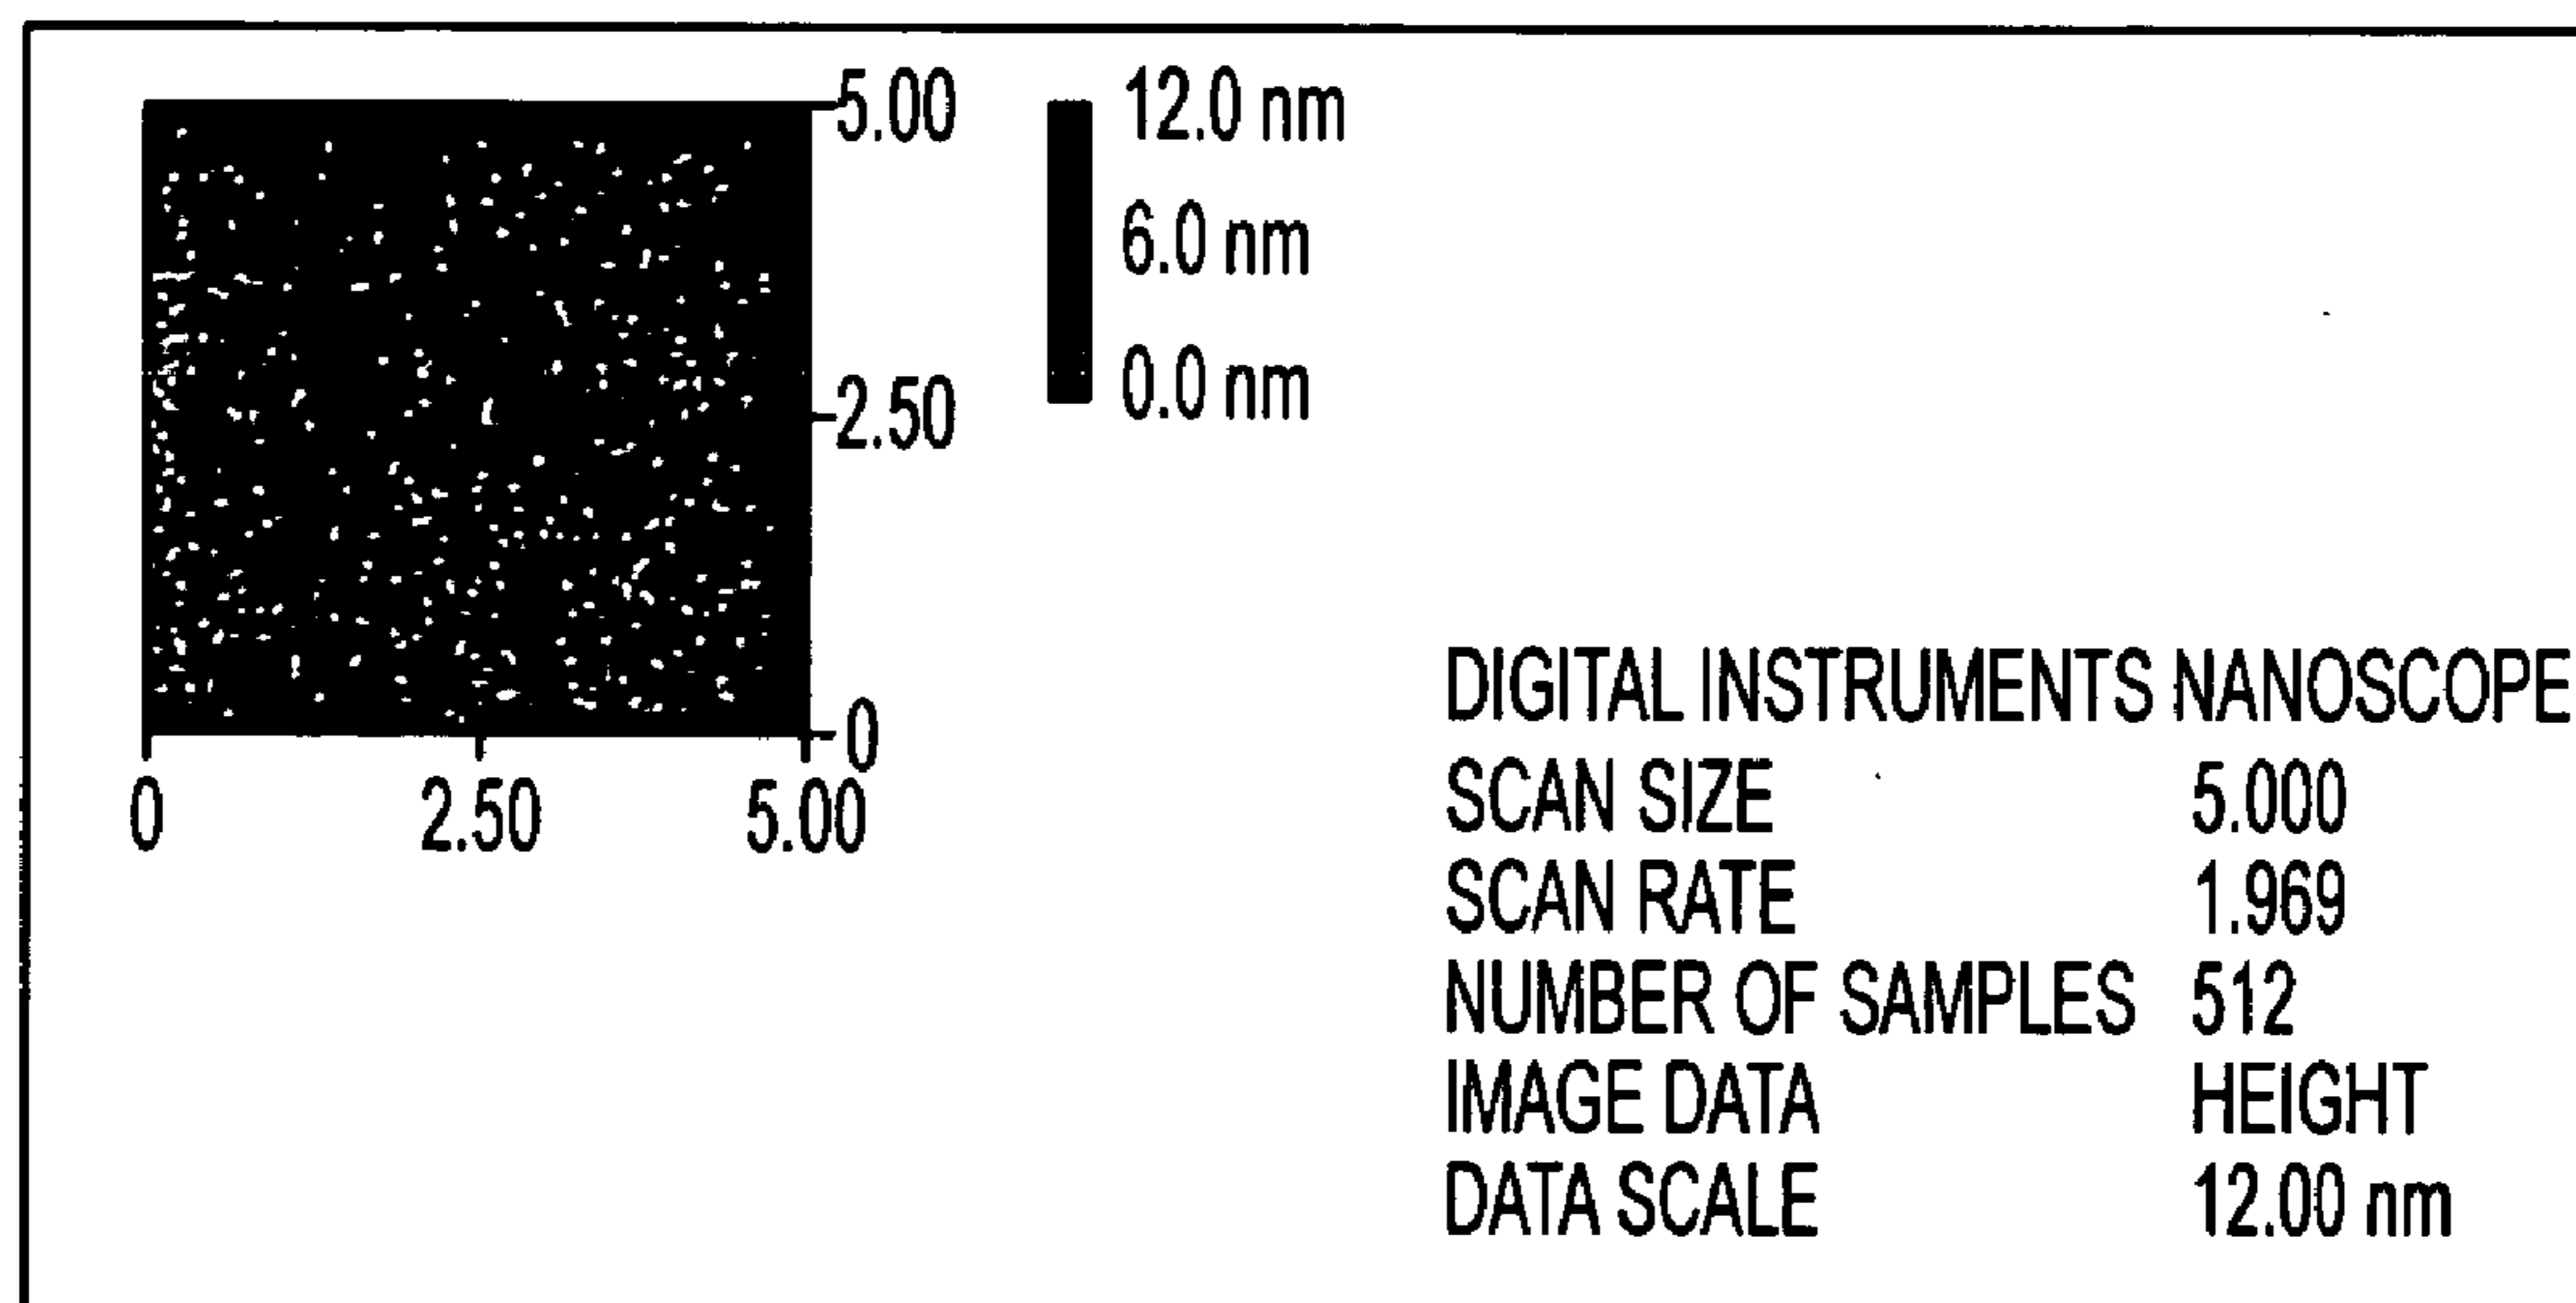 5.00
12.0 nm
6.0 nm
0.0 nm
2.50
0
0 2.50 5.00
DIGITAL INSTRUMENTS NANOSCOPE
SCAN SIZE 5.000
SCAN RATE 1.969
NUMBER OF SAMPLES 512
IMAGE DATA HEIGHT
DATA SCALE 12.00 nm